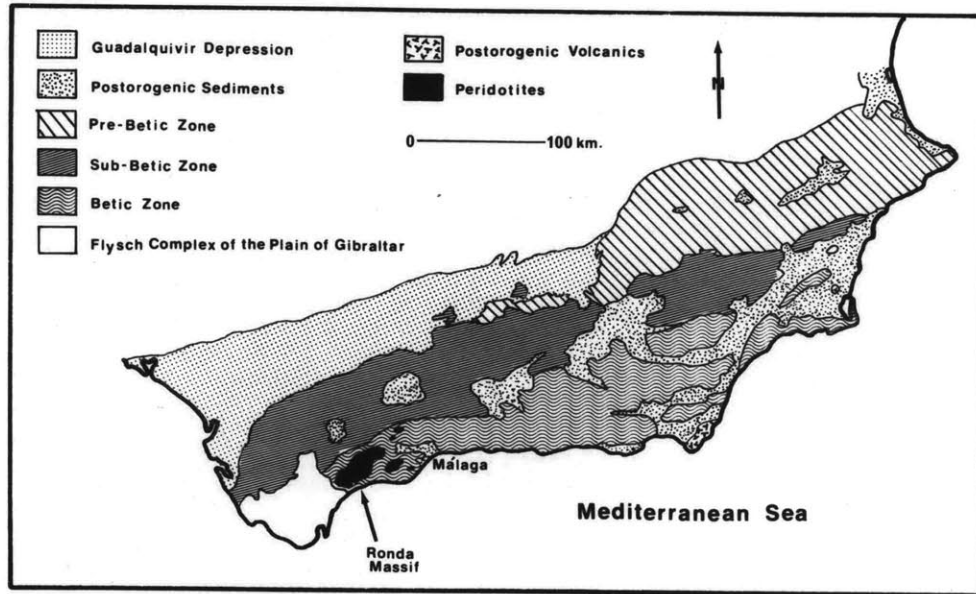 Guadalquivir Depression
Postorogenic Sediments
Pre-Betic Zone
Sub-Betic Zone
Betic Zone
Flysch Complex of the Plain of Gibraltar
Postorogenic Volcanics
Peridotites
N
0 100 km.
Málaga
Mediterranean Sea
Ronda
Massif